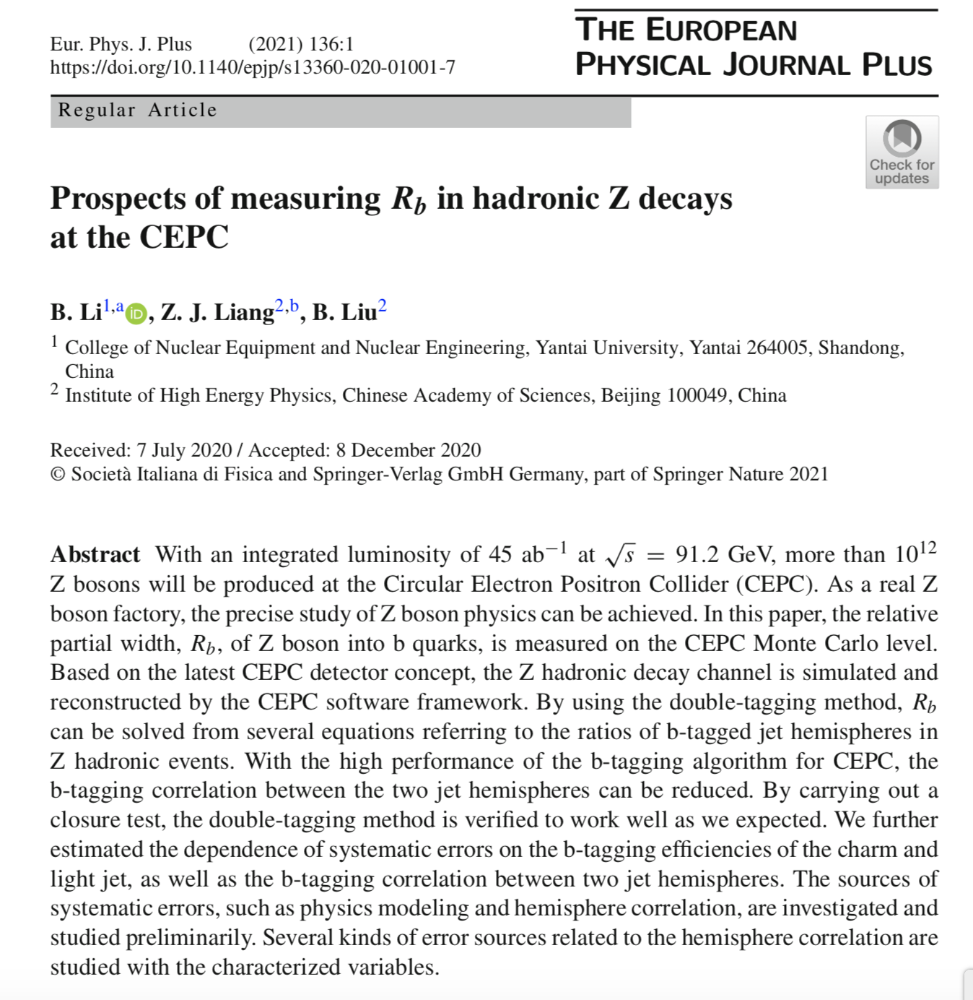 Eur. Phys. J. Plus (2021) 136:1
https://doi.org/10.1140/epjp/s13360-020-01001-7
THE EUROPEAN
PHYSICAL JOURNAL PLUS
Regular Article
Check for
updates
Prospects of measuring R_b in hadronic Z decays
at the CEPC
B. Li^1,a iD, Z. J. Liang^2,b, B. Liu^2
^1 College of Nuclear Equipment and Nuclear Engineering, Yantai University, Yantai 264005, Shandong,
China
^2 Institute of High Energy Physics, Chinese Academy of Sciences, Beijing 100049, China
Received: 7 July 2020 / Accepted: 8 December 2020
© Società Italiana di Fisica and Springer-Verlag GmbH Germany, part of Springer Nature 2021
Abstract With an integrated luminosity of 45 ab^−1 at √s = 91.2 GeV, more than 10^12
Z bosons will be produced at the Circular Electron Positron Collider (CEPC). As a real Z
boson factory, the precise study of Z boson physics can be achieved. In this paper, the relative
partial width, R_b, of Z boson into b quarks, is measured on the CEPC Monte Carlo level.
Based on the latest CEPC detector concept, the Z hadronic decay channel is simulated and
reconstructed by the CEPC software framework. By using the double-tagging method, R_b
can be solved from several equations referring to the ratios of b-tagged jet hemispheres in
Z hadronic events. With the high performance of the b-tagging algorithm for CEPC, the
b-tagging correlation between the two jet hemispheres can be reduced. By carrying out a
closure test, the double-tagging method is verified to work well as we expected. We further
estimated the dependence of systematic errors on the b-tagging efficiencies of the charm and
light jet, as well as the b-tagging correlation between two jet hemispheres. The sources of
systematic errors, such as physics modeling and hemisphere correlation, are investigated and
studied preliminarily. Several kinds of error sources related to the hemisphere correlation are
studied with the characterized variables.